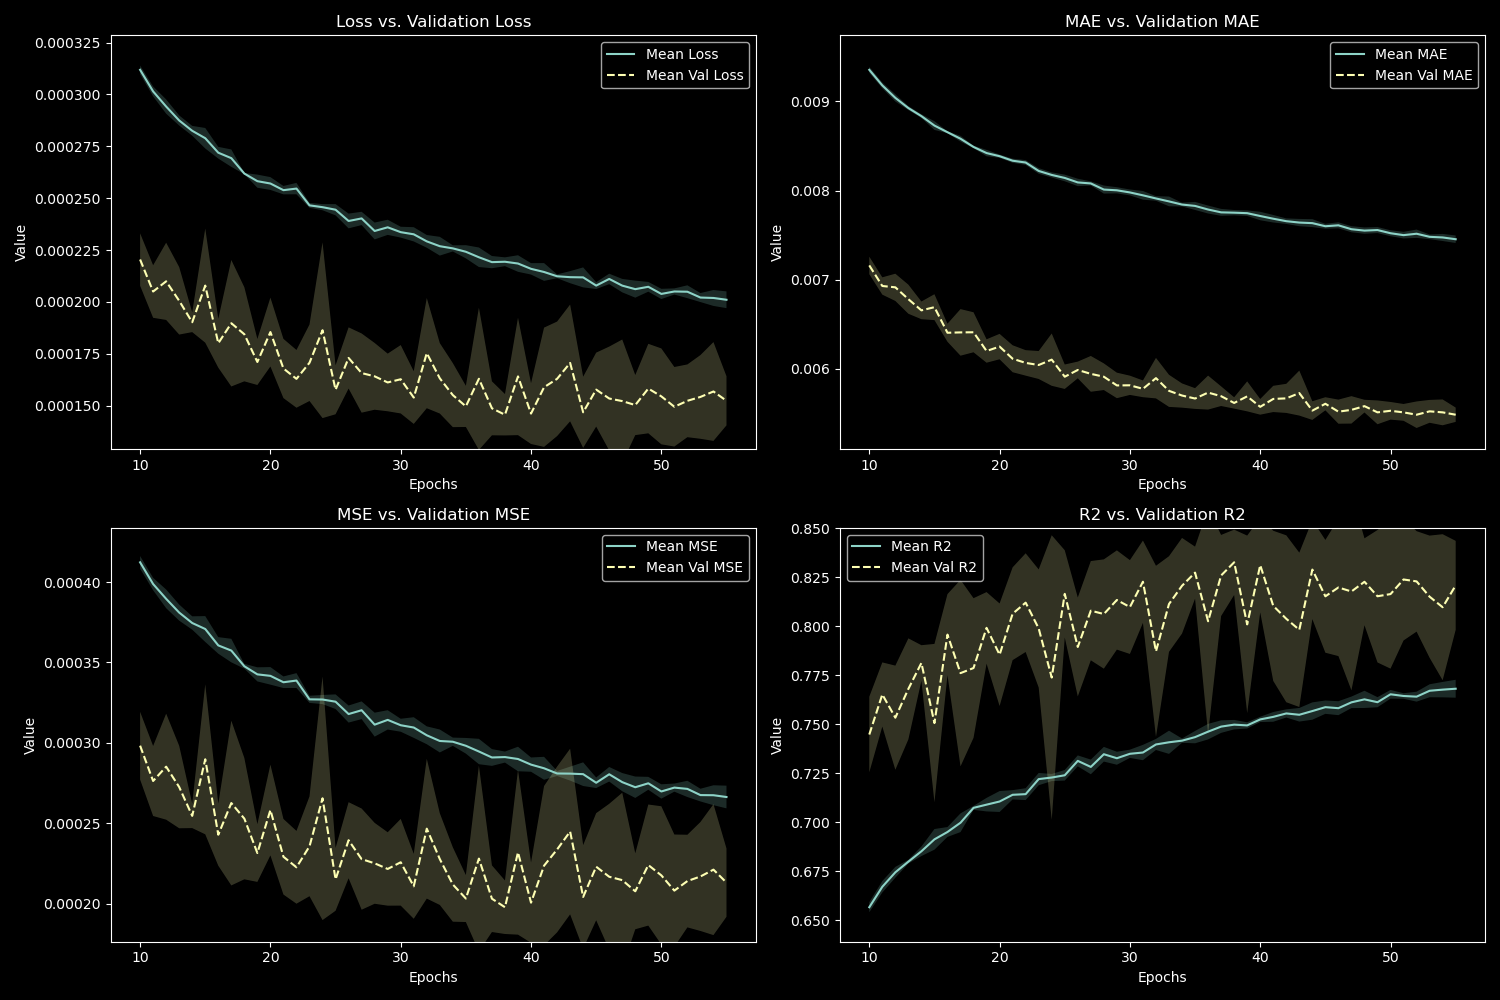 Loss vs. Validation Loss
0.000325
0.000300
0.000275
0.000250
0.000225
0.000200
0.000175
0.000150
Value
10 20 30 40 50
Epochs
Mean Loss
Mean Val Loss
MAE vs. Validation MAE
0.009
0.008
0.007
0.006
Value
10 20 30 40 50
Epochs
Mean MAE
Mean Val MAE
MSE vs. Validation MSE
0.00040
0.00035
0.00030
0.00025
0.00020
Value
10 20 30 40 50
Epochs
Mean MSE
Mean Val MSE
R2 vs. Validation R2
0.850
0.825
0.800
0.775
0.750
0.725
0.700
0.675
0.650
Value
10 20 30 40 50
Epochs
Mean R2
Mean Val R2